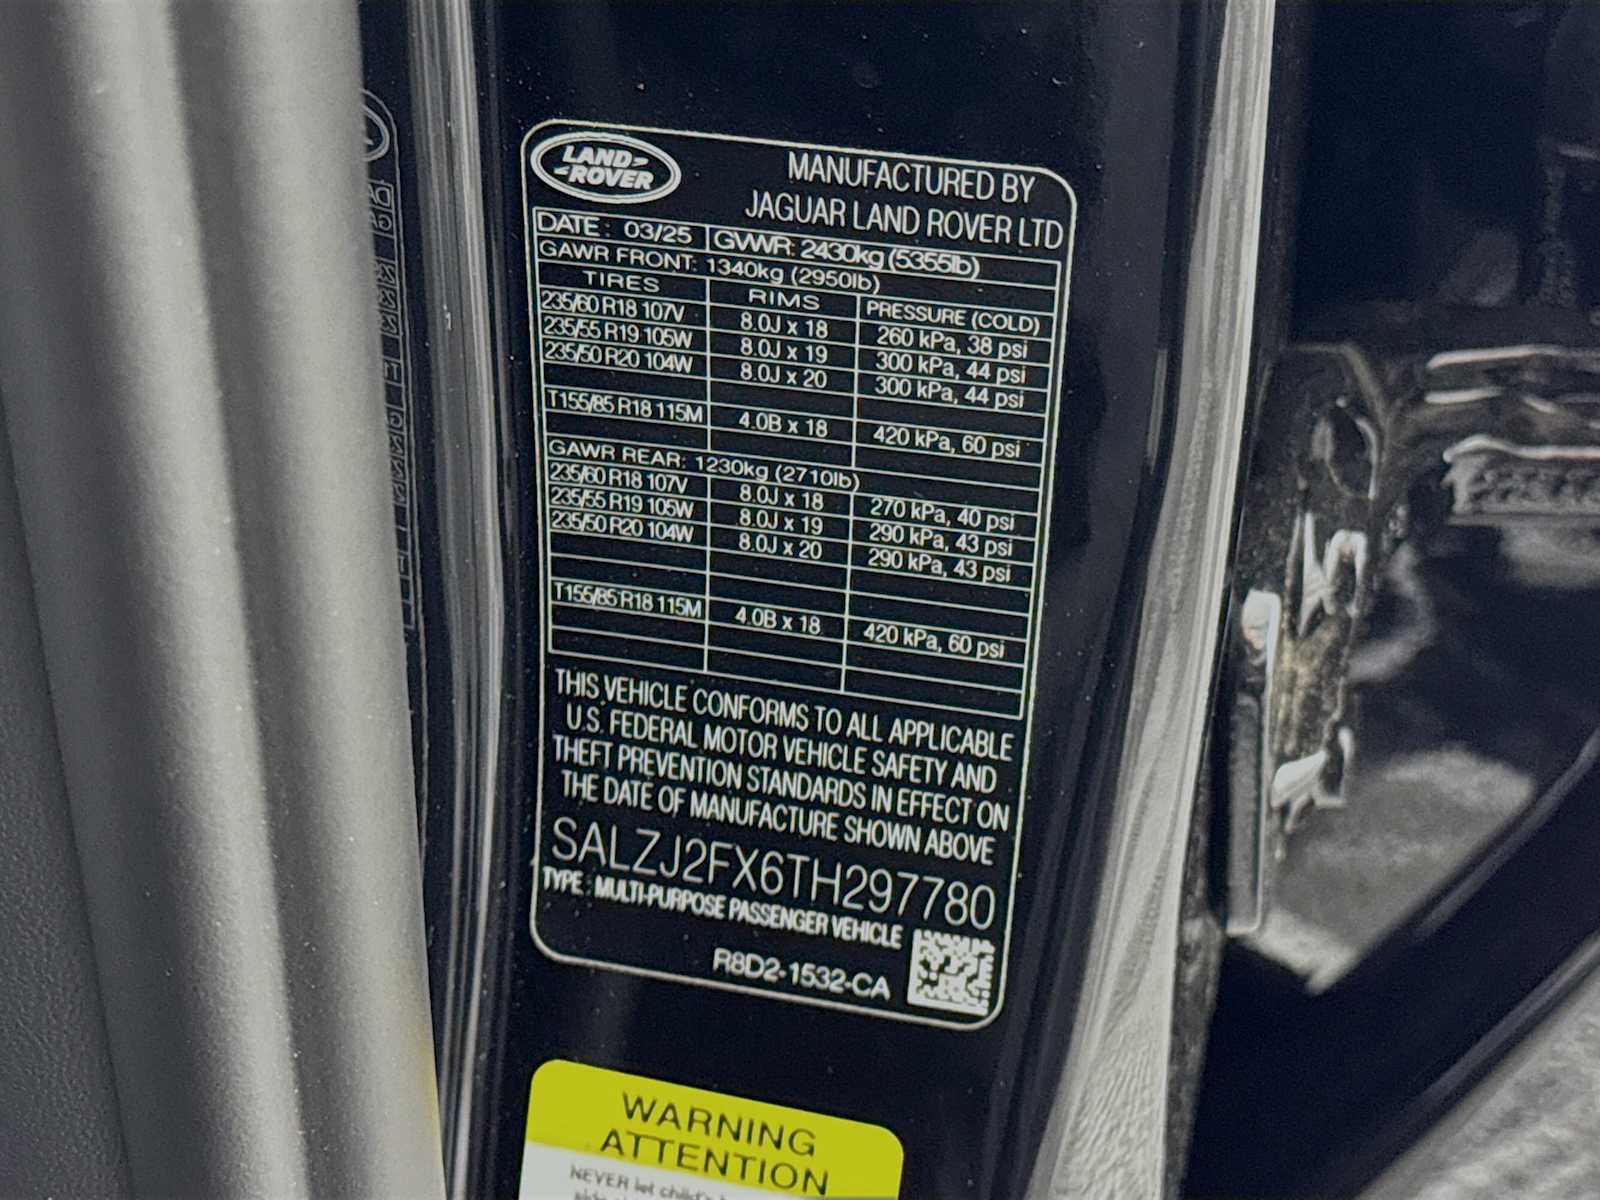 LAND-
-ROVER
MANUFACTURED BY
JAGUAR LAND ROVER LTD
DATE: 03/25 GVWR: 2430kg (5355lb)
GAWR FRONT: 1340kg (2950lb)
TIRES RIMS PRESSURE (COLD)
235/60 R18 107V 8.0J x 18 260 kPa, 38 psi
235/55 R19 105W 8.0J x 19 300 kPa, 44 psi
235/50 R20 104W 8.0J x 20 300 kPa, 44 psi
T155/85 R18 115M 4.0B x 18 420 kPa, 60 psi
GAWR REAR: 1230kg (2710lb)
235/60 R18 107V 8.0J x 18 270 kPa, 40 psi
235/55 R19 105W 8.0J x 19 290 kPa, 43 psi
235/50 R20 104W 8.0J x 20 290 kPa, 43 psi
T155/85 R18 115M 4.0B x 18 420 kPa, 60 psi
THIS VEHICLE CONFORMS TO ALL APPLICABLE
U.S. FEDERAL MOTOR VEHICLE SAFETY AND
THEFT PREVENTION STANDARDS IN EFFECT ON
THE DATE OF MANUFACTURE SHOWN ABOVE
SALZJ2FX6TH297780
TYPE: MULTI-PURPOSE PASSENGER VEHICLE
R8D2-1532-CA
WARNING
ATTENTION
NEVER let child's